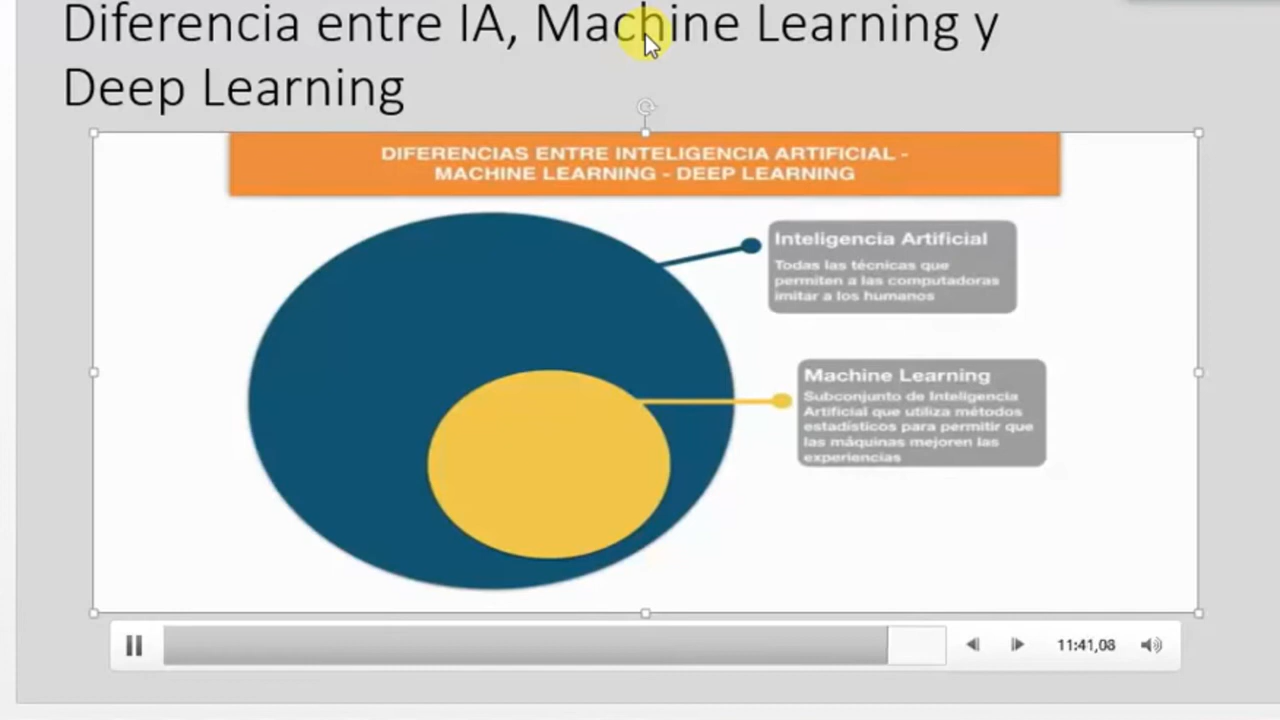 Diferencia entre IA, Machine Learning y
Deep Learning
DIFERENCIAS ENTRE INTELIGENCIA ARTIFICIAL -
MACHINE LEARNING - DEEP LEARNING
Inteligencia Artificial
Todas las técnicas que
permiten a las computadoras
imitar a los humanos
Machine Learning
Subconjunto de Inteligencia
Artificial que utiliza métodos
estadísticos para permitir que
las máquinas mejoren las
experiencias
11:41,08